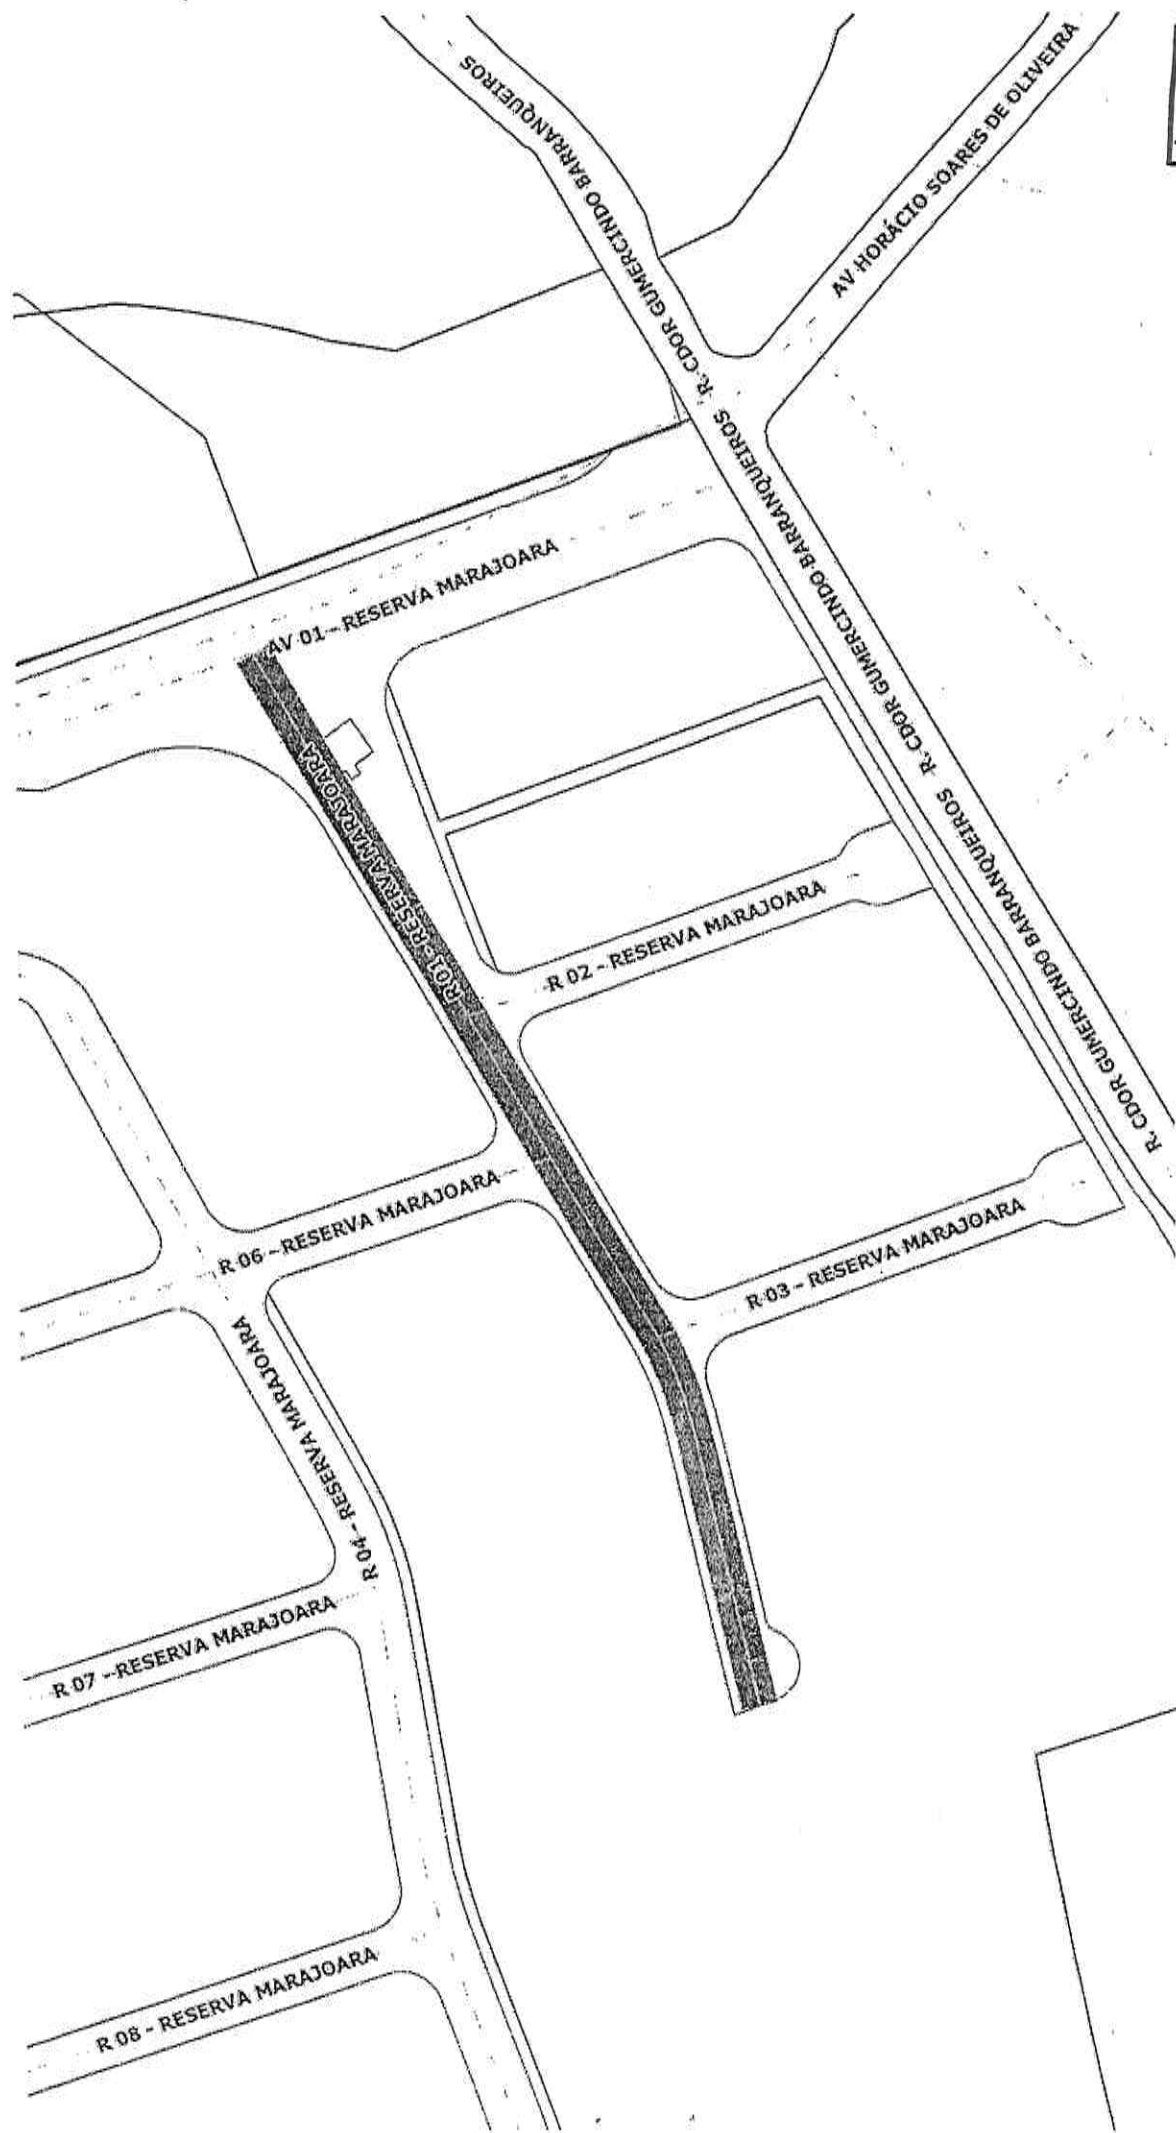 R. CDOR GUMERCINDO BARRANQUEIROS
AV HORÁCIO SOARES DE OLIVEIRA
R. CDOR GUMERCINDO BARRANQUEIROS
AV 01 - RESERVA MARAJOARA
R 01 - RESERVA MARAJOARA
R 02 - RESERVA MARAJOARA
R. CDOR GUMERCINDO BARRANQUEIROS
R 06 - RESERVA MARAJOARA
R 03 - RESERVA MARAJOARA
R 04 - RESERVA MARAJOARA
R 07 - RESERVA MARAJOARA
R 08 - RESERVA MARAJOARA